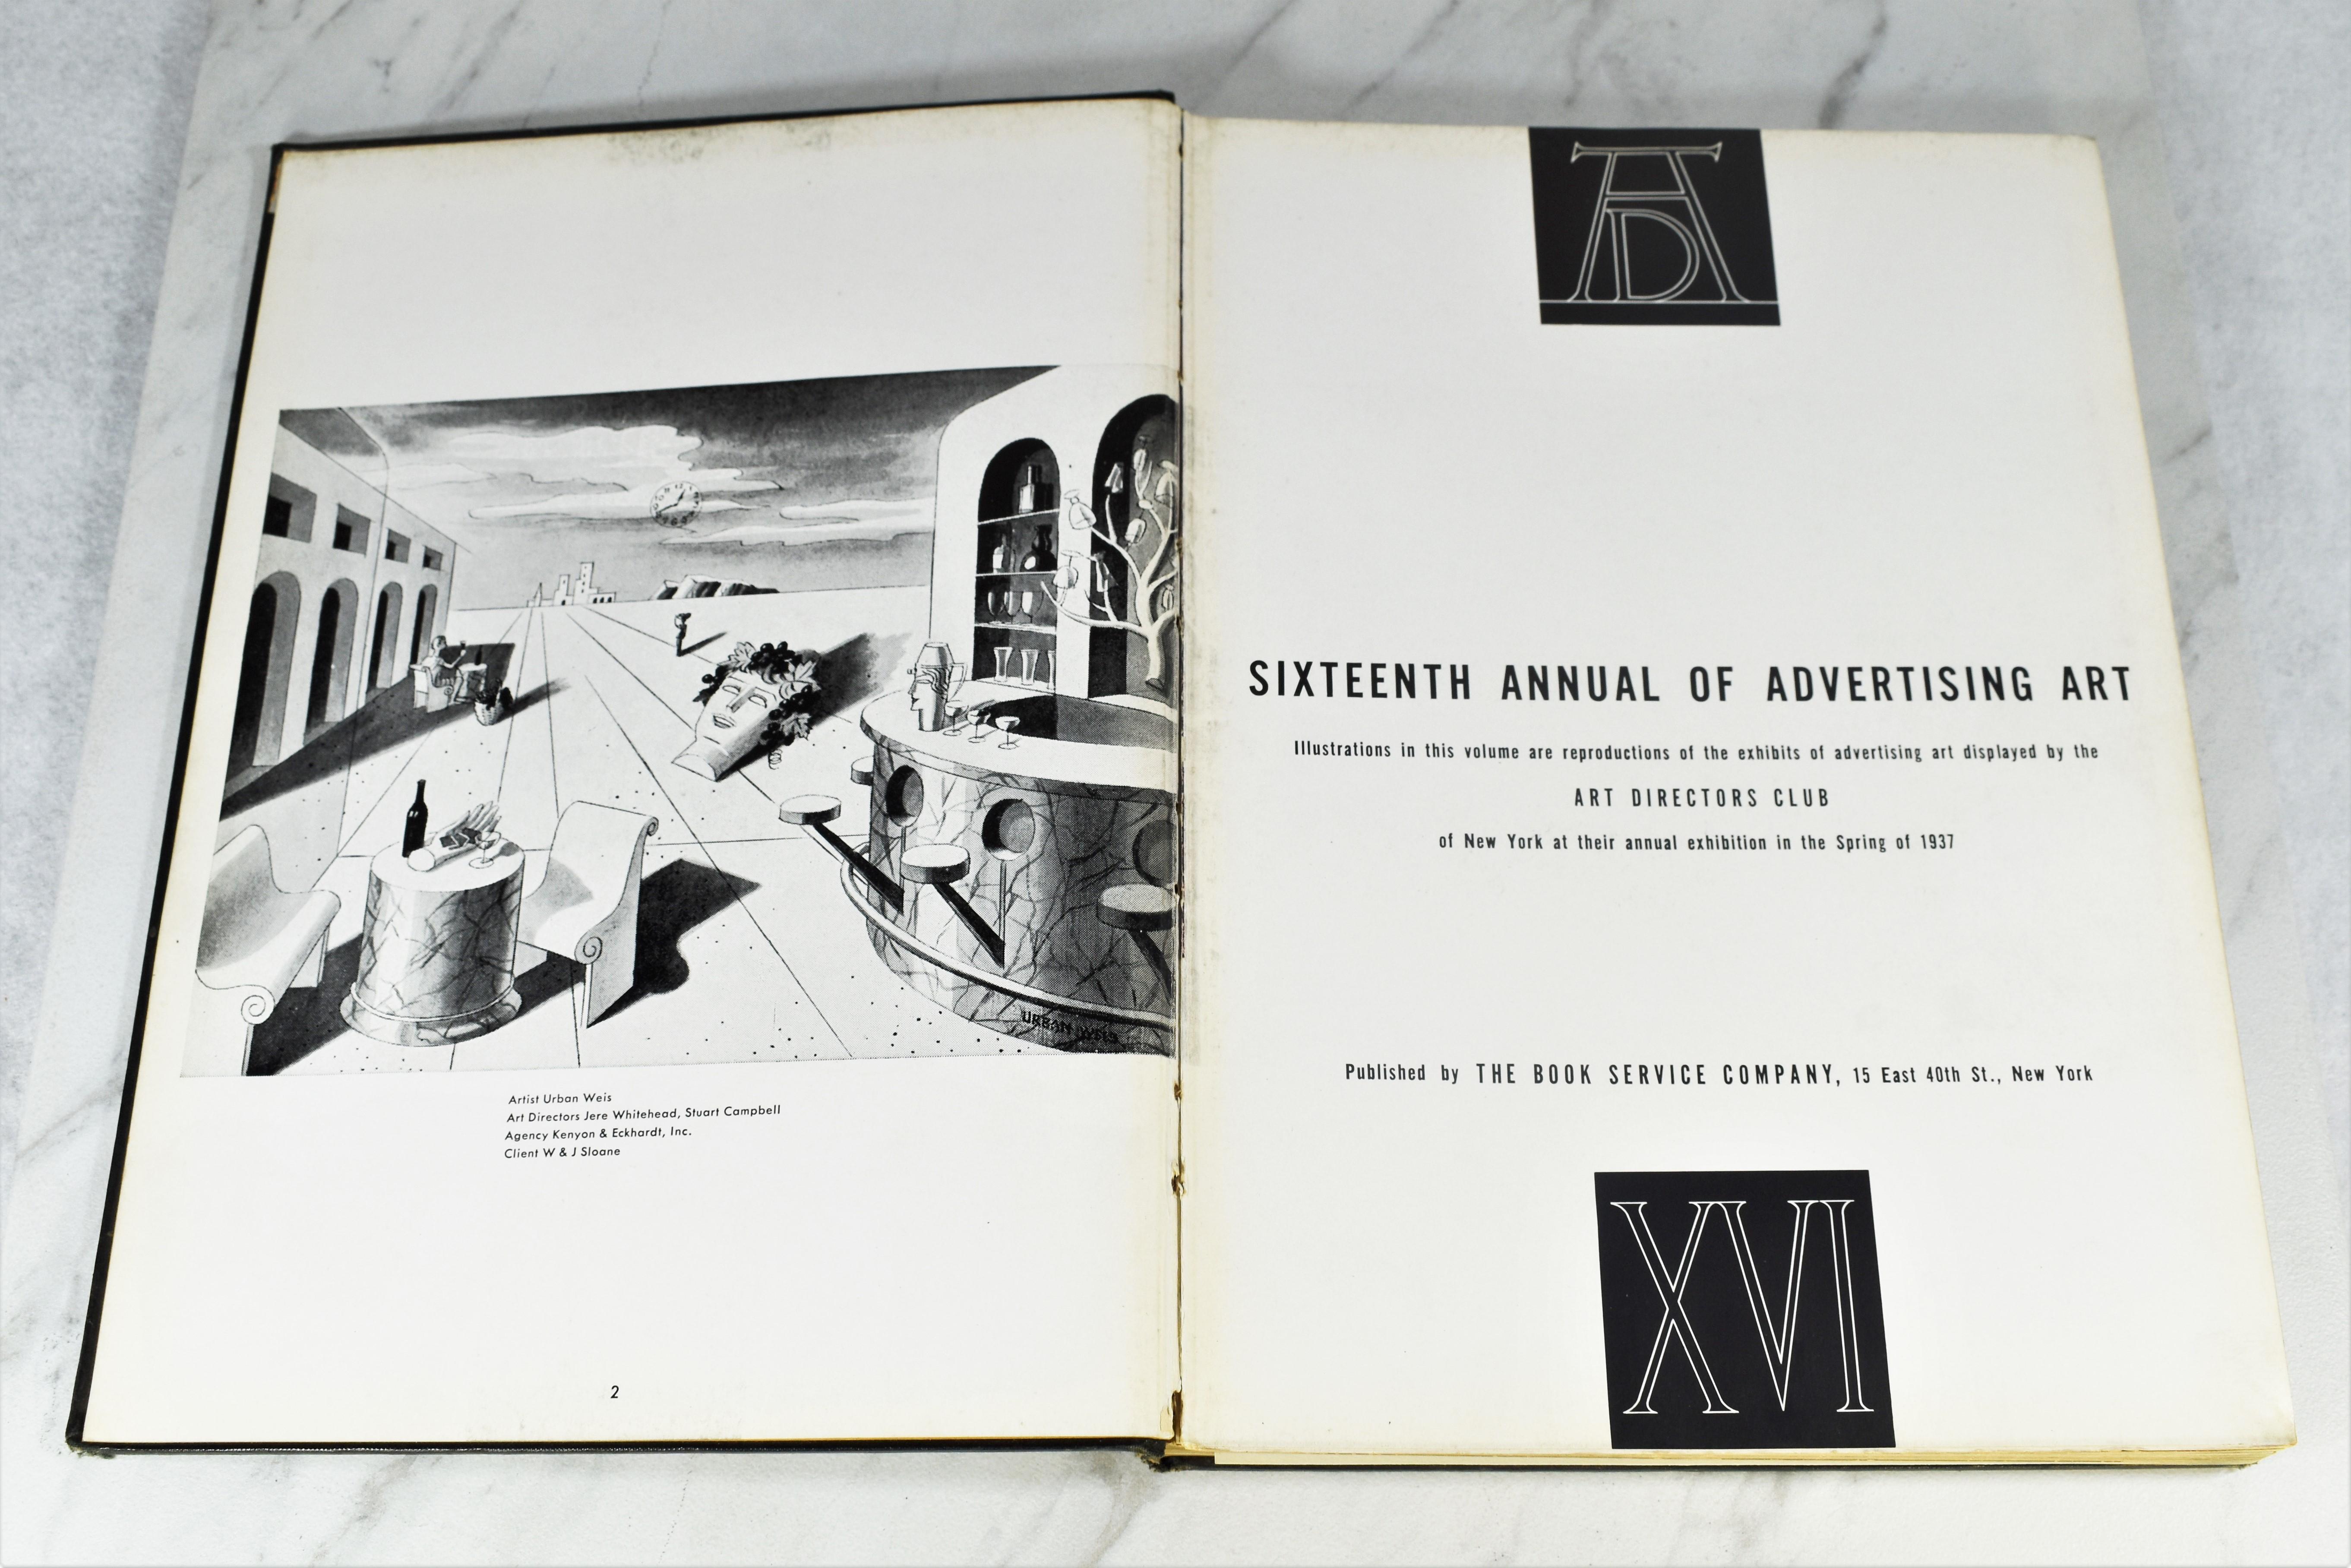 URBAN WEIS
Artist Urban Weis
Art Directors Jere Whitehead, Stuart Campbell
Agency Kenyon & Eckhardt, Inc.
Client W & J Sloane
2
AD
SIXTEENTH ANNUAL OF ADVERTISING ART
Illustrations in this volume are reproductions of the exhibits of advertising art displayed by the
ART DIRECTORS CLUB
of New York at their annual exhibition in the Spring of 1937
Published by THE BOOK SERVICE COMPANY, 15 East 40th St., New York
XVI